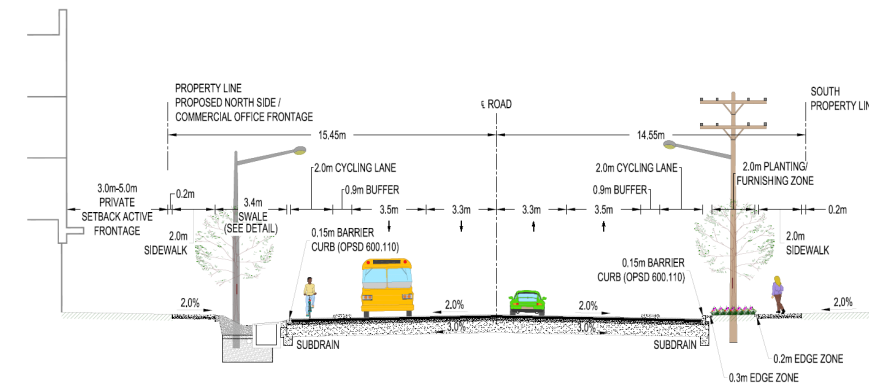 PROPERTY LINE
PROPOSED NORTH SIDE /
COMMERCIAL OFFICE FRONTAGE
℄ ROAD
SOUTH
PROPERTY LIN
15.45m
14.55m
2.0m CYCLING LANE
0.9m BUFFER
2.0m CYCLING LANE
0.9m BUFFER
2.0m PLANTING/
FURNISHING ZONE
3.0m-5.0m
PRIVATE
SETBACK ACTIVE
FRONTAGE
0.2m
3.4m
SWALE
(SEE DETAIL)
3.5m
3.3m
3.3m
3.5m
0.2m
2.0m
SIDEWALK
0.15m BARRIER
CURB (OPSD 600.110)
0.15m BARRIER
CURB (OPSD 600.110)
2.0m
SIDEWALK
2.0%
2.0%
2.0%
2.0%
3.0%
3.0%
SUBDRAIN
SUBDRAIN
0.2m EDGE ZONE
0.3m EDGE ZONE